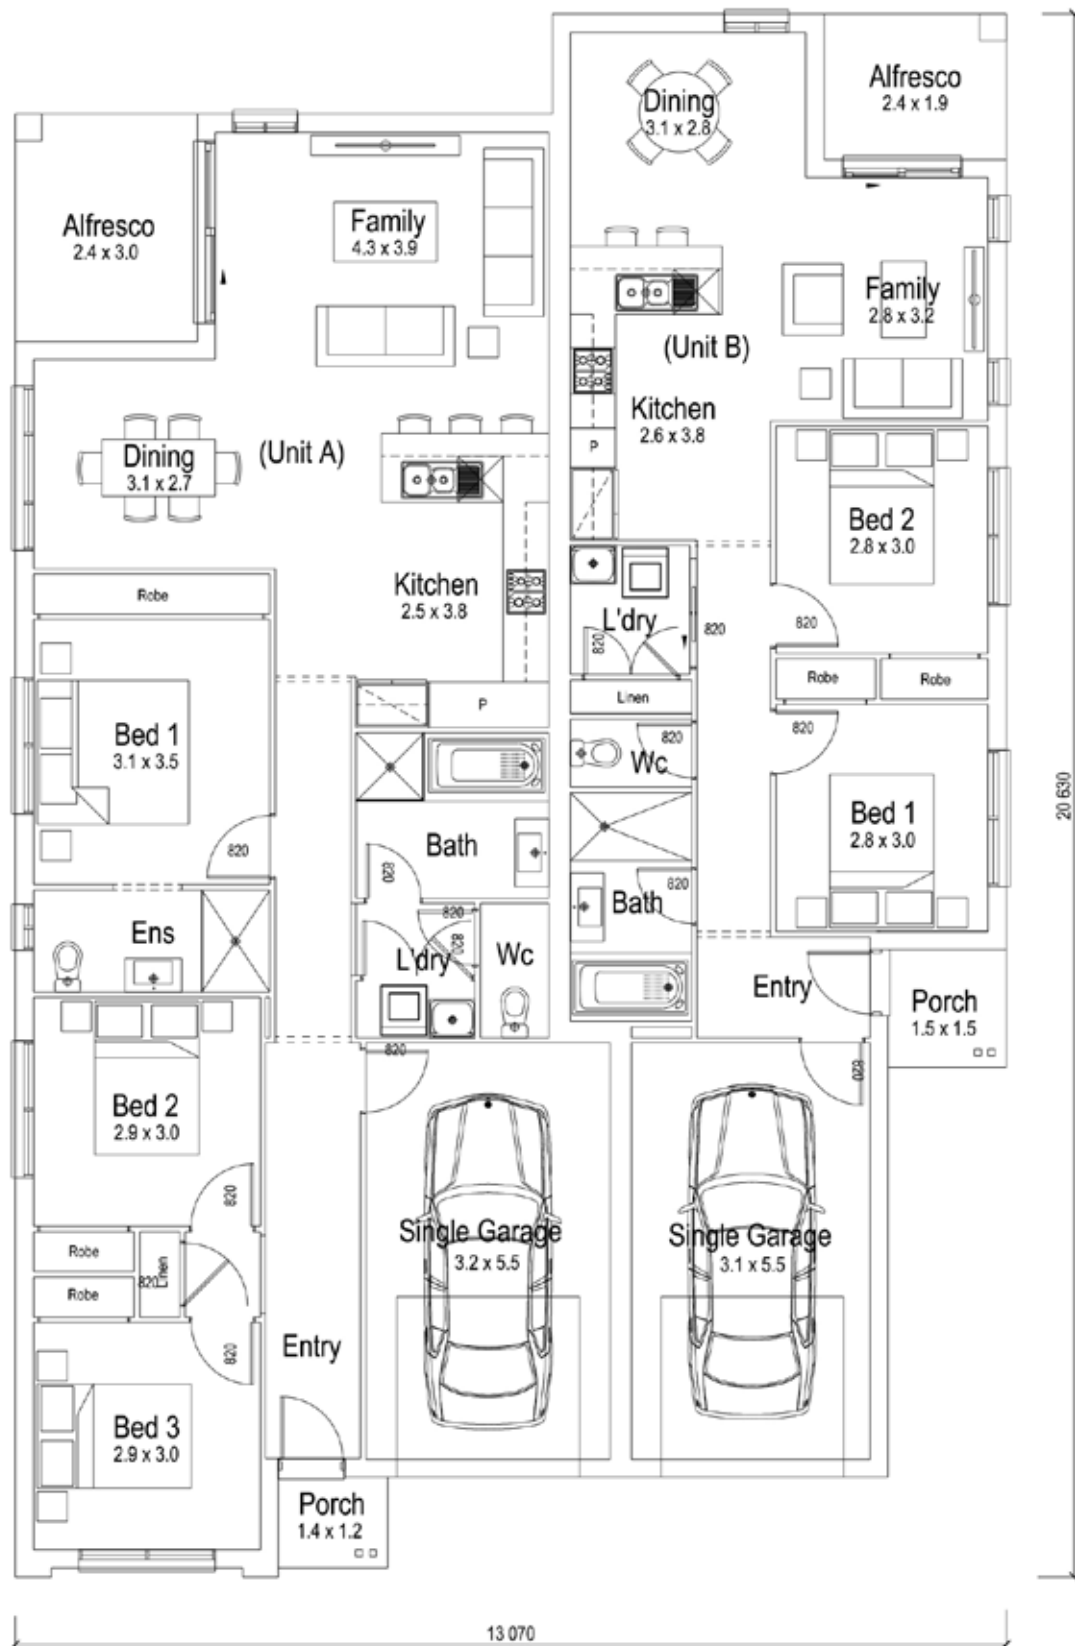 Alfresco
2.4 x 3.0
Family
4.3 x 3.9
Dining
3.1 x 2.7
(Unit A)
Kitchen
2.5 x 3.8
P
Robe
Bed 1
3.1 x 3.5
820
Bath
820
Ens
L'dry
820
820
Wc
Bed 2
2.9 x 3.0
820
820
Robe
Robe
Linen
820
820
Bed 3
2.9 x 3.0
Entry
Porch
1.4 x 1.2
Single Garage
3.2 x 5.5
Dining
3.1 x 2.8
Alfresco
2.4 x 1.9
Family
2.8 x 3.2
(Unit B)
Kitchen
2.6 x 3.8
P
Bed 2
2.8 x 3.0
820
L'dry
820
820
Linen
Robe
Robe
Wc
820
820
Bed 1
2.8 x 3.0
Bath
820
Entry
Porch
1.5 x 1.5
820
Single Garage
3.1 x 5.5
20 630
13 070